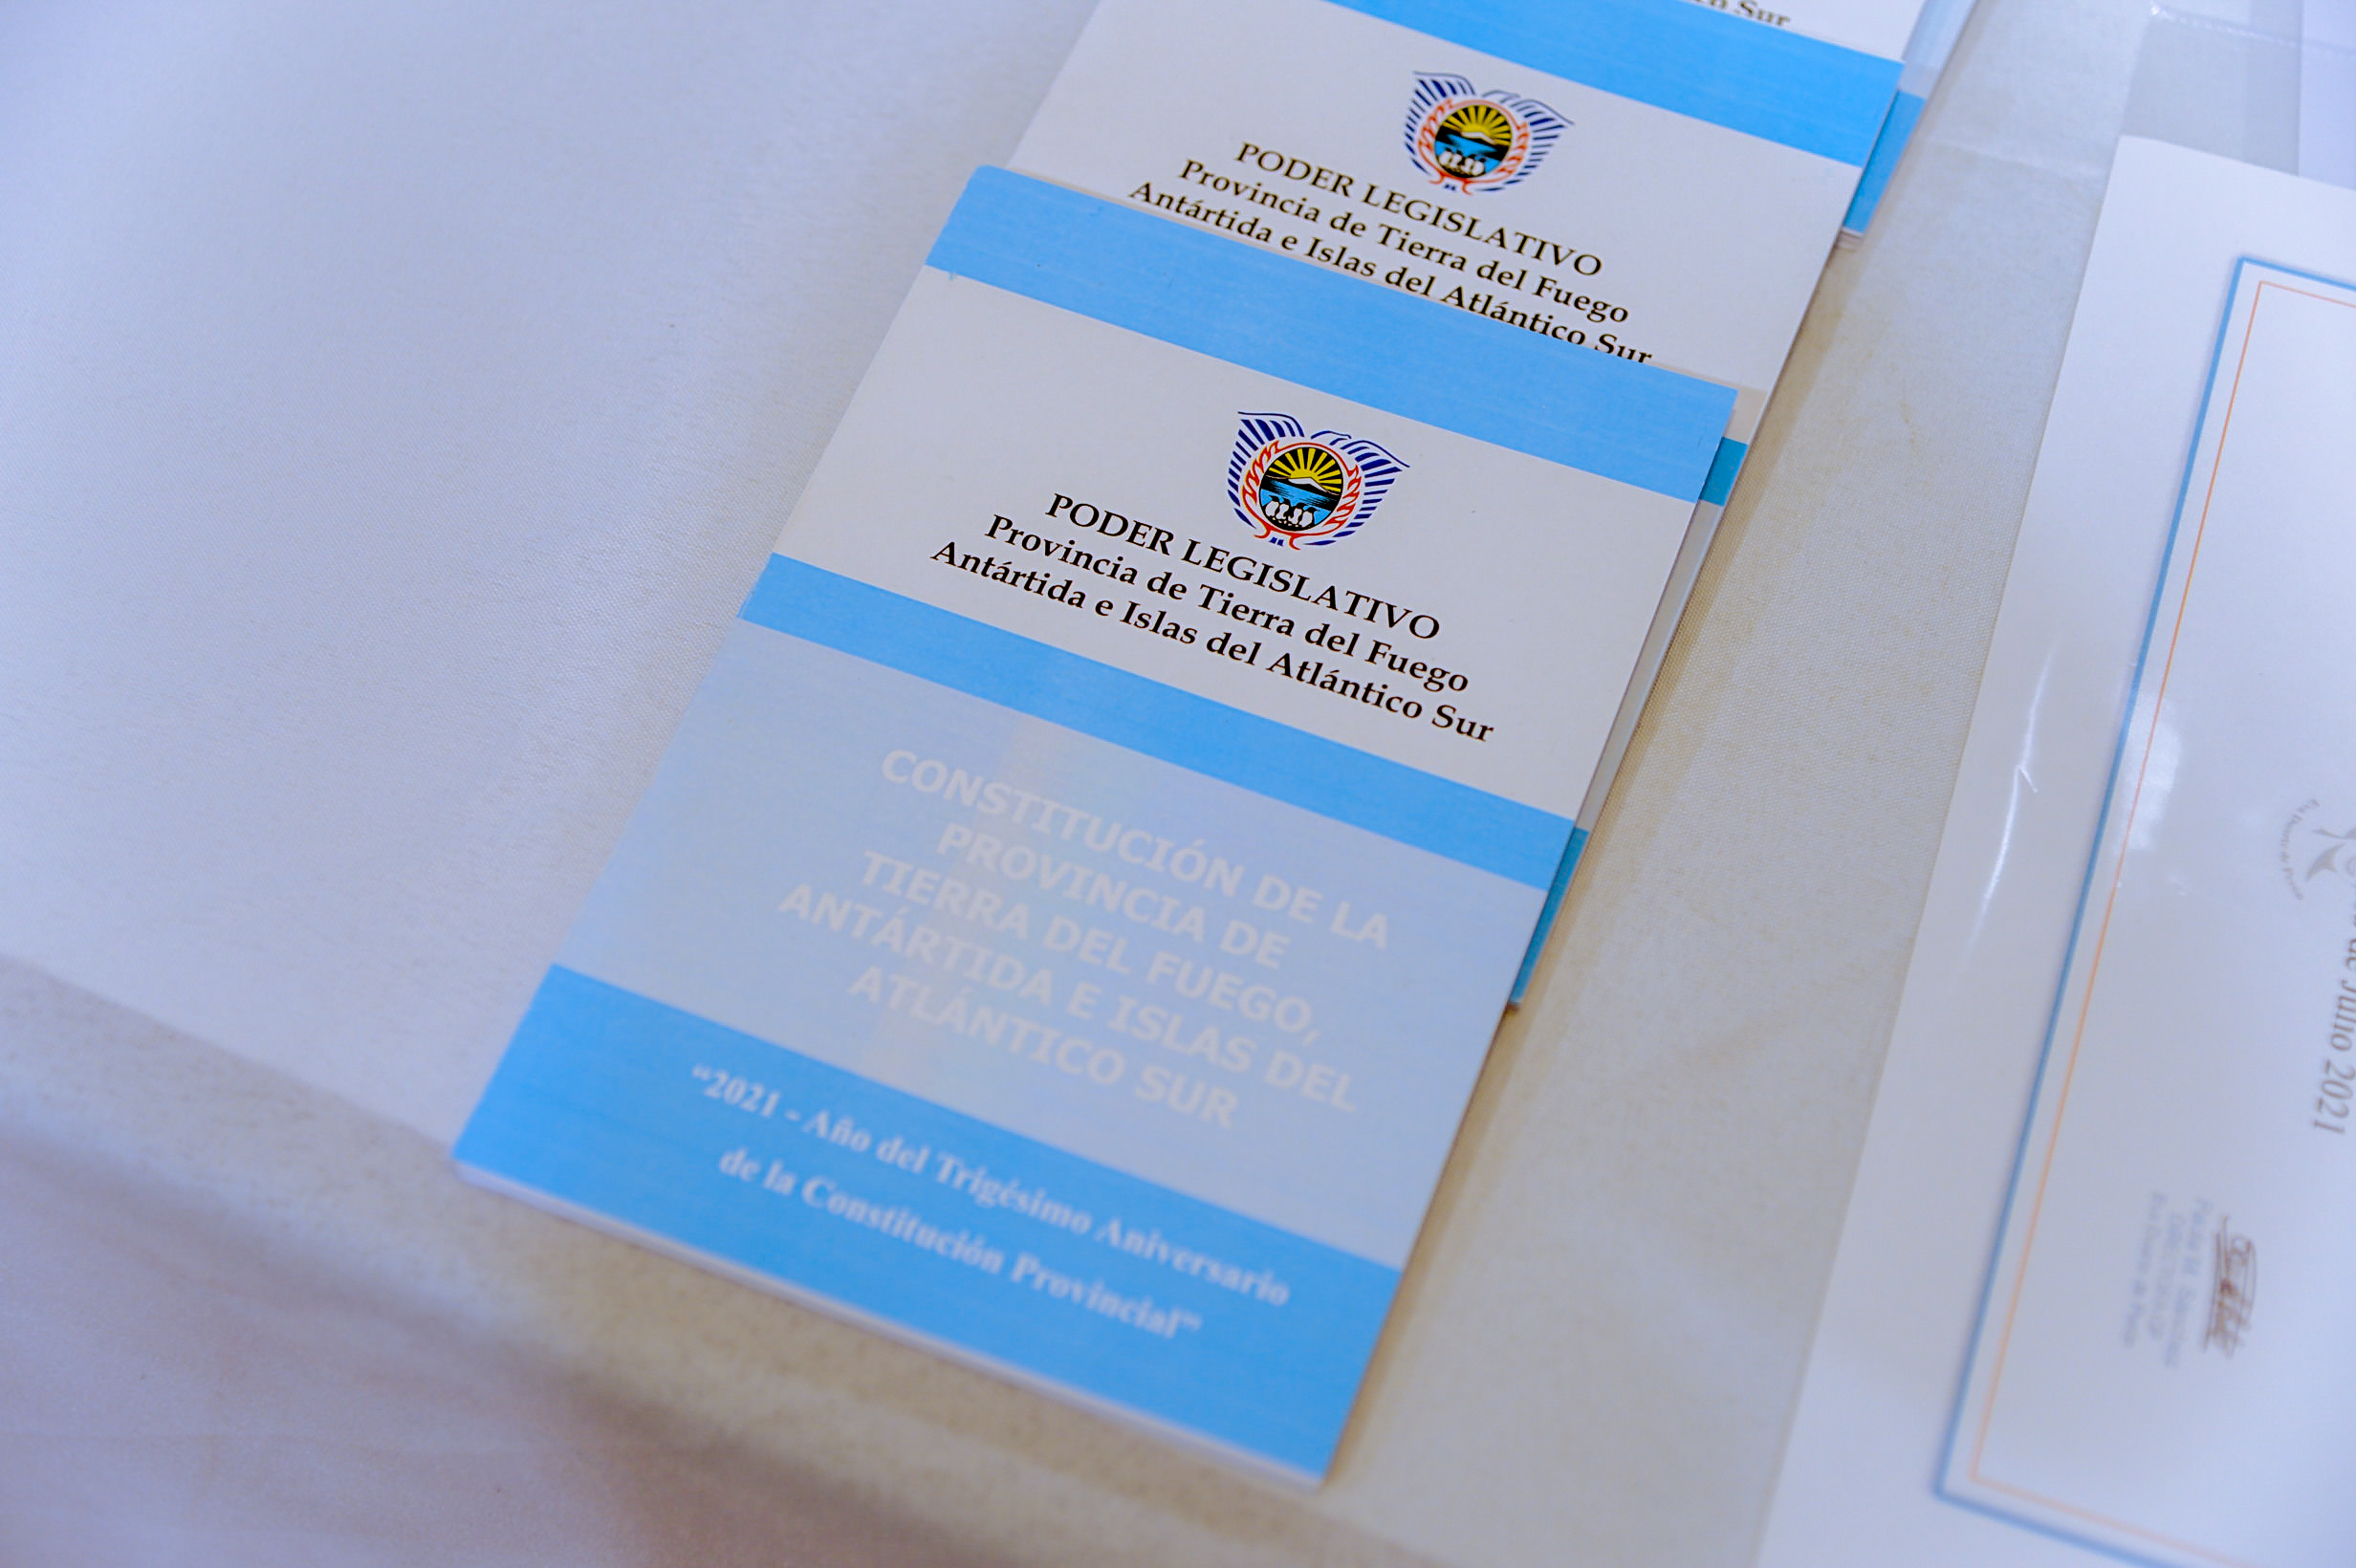 o Sur
PODER LEGISLATIVO
Provincia de Tierra del Fuego
Antártida e Islas del Atlántico Sur
PODER LEGISLATIVO
Provincia de Tierra del Fuego
Antártida e Islas del Atlántico Sur
CONSTITUCIÓN DE LA
PROVINCIA DE
TIERRA DEL FUEGO,
ANTÁRTIDA E ISLAS DEL
ATLÁNTICO SUR
“2021 - Año del Trigésimo Aniversario
de la Constitución Provincial”
de Julio 2021